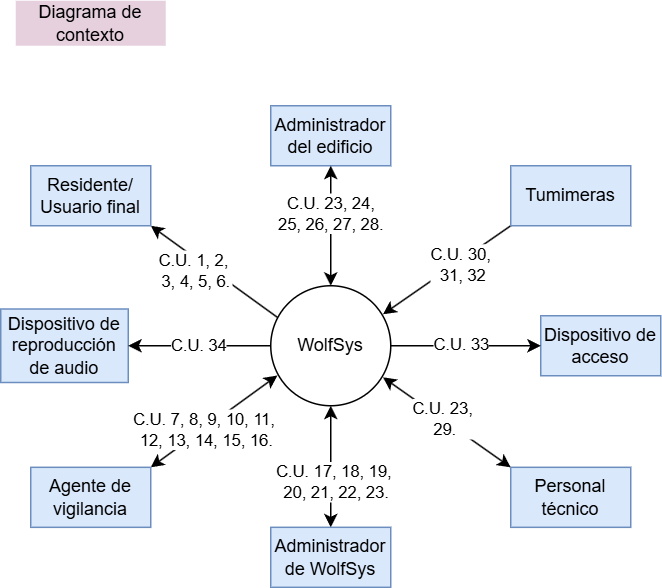 Diagrama de
contexto
Administrador
del edificio
Residente/
Usuario final
Tumimeras
C.U. 23, 24,
25, 26, 27, 28.
C.U. 1, 2,
3, 4, 5, 6.
C.U. 30,
31, 32
Dispositivo de
reproducción
de audio
C.U. 34
WolfSys
C.U. 33
Dispositivo de
acceso
C.U. 7, 8, 9, 10, 11,
12, 13, 14, 15, 16.
C.U. 23,
29.
C.U. 17, 18, 19,
20, 21, 22, 23.
Agente de
vigilancia
Personal
técnico
Administrador
de WolfSys